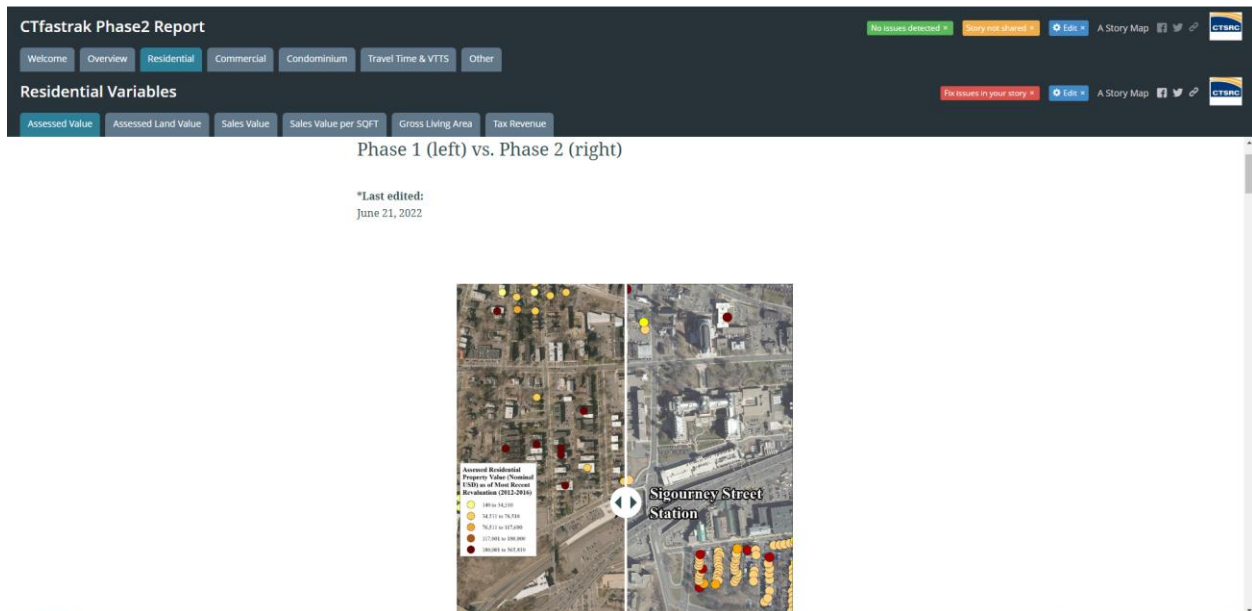 CTfastrak Phase2 Report
No issues detected ×
Story not shared ×
Edit ×
A Story Map
CTSRC
Welcome
Overview
Residential
Commercial
Condominium
Travel Time & VTTS
Other
Residential Variables
Fix issues in your story ×
Edit ×
A Story Map
CTSRC
Assessed Value
Assessed Land Value
Sales Value
Sales Value per SQFT
Gross Living Area
Tax Revenue
Phase 1 (left) vs. Phase 2 (right)
*Last edited:
June 21, 2022
Assessed Residential
Property Value (Nominal
USD) as of Most Recent
Revaluation (2012-2016)
Sigourney Street
Station